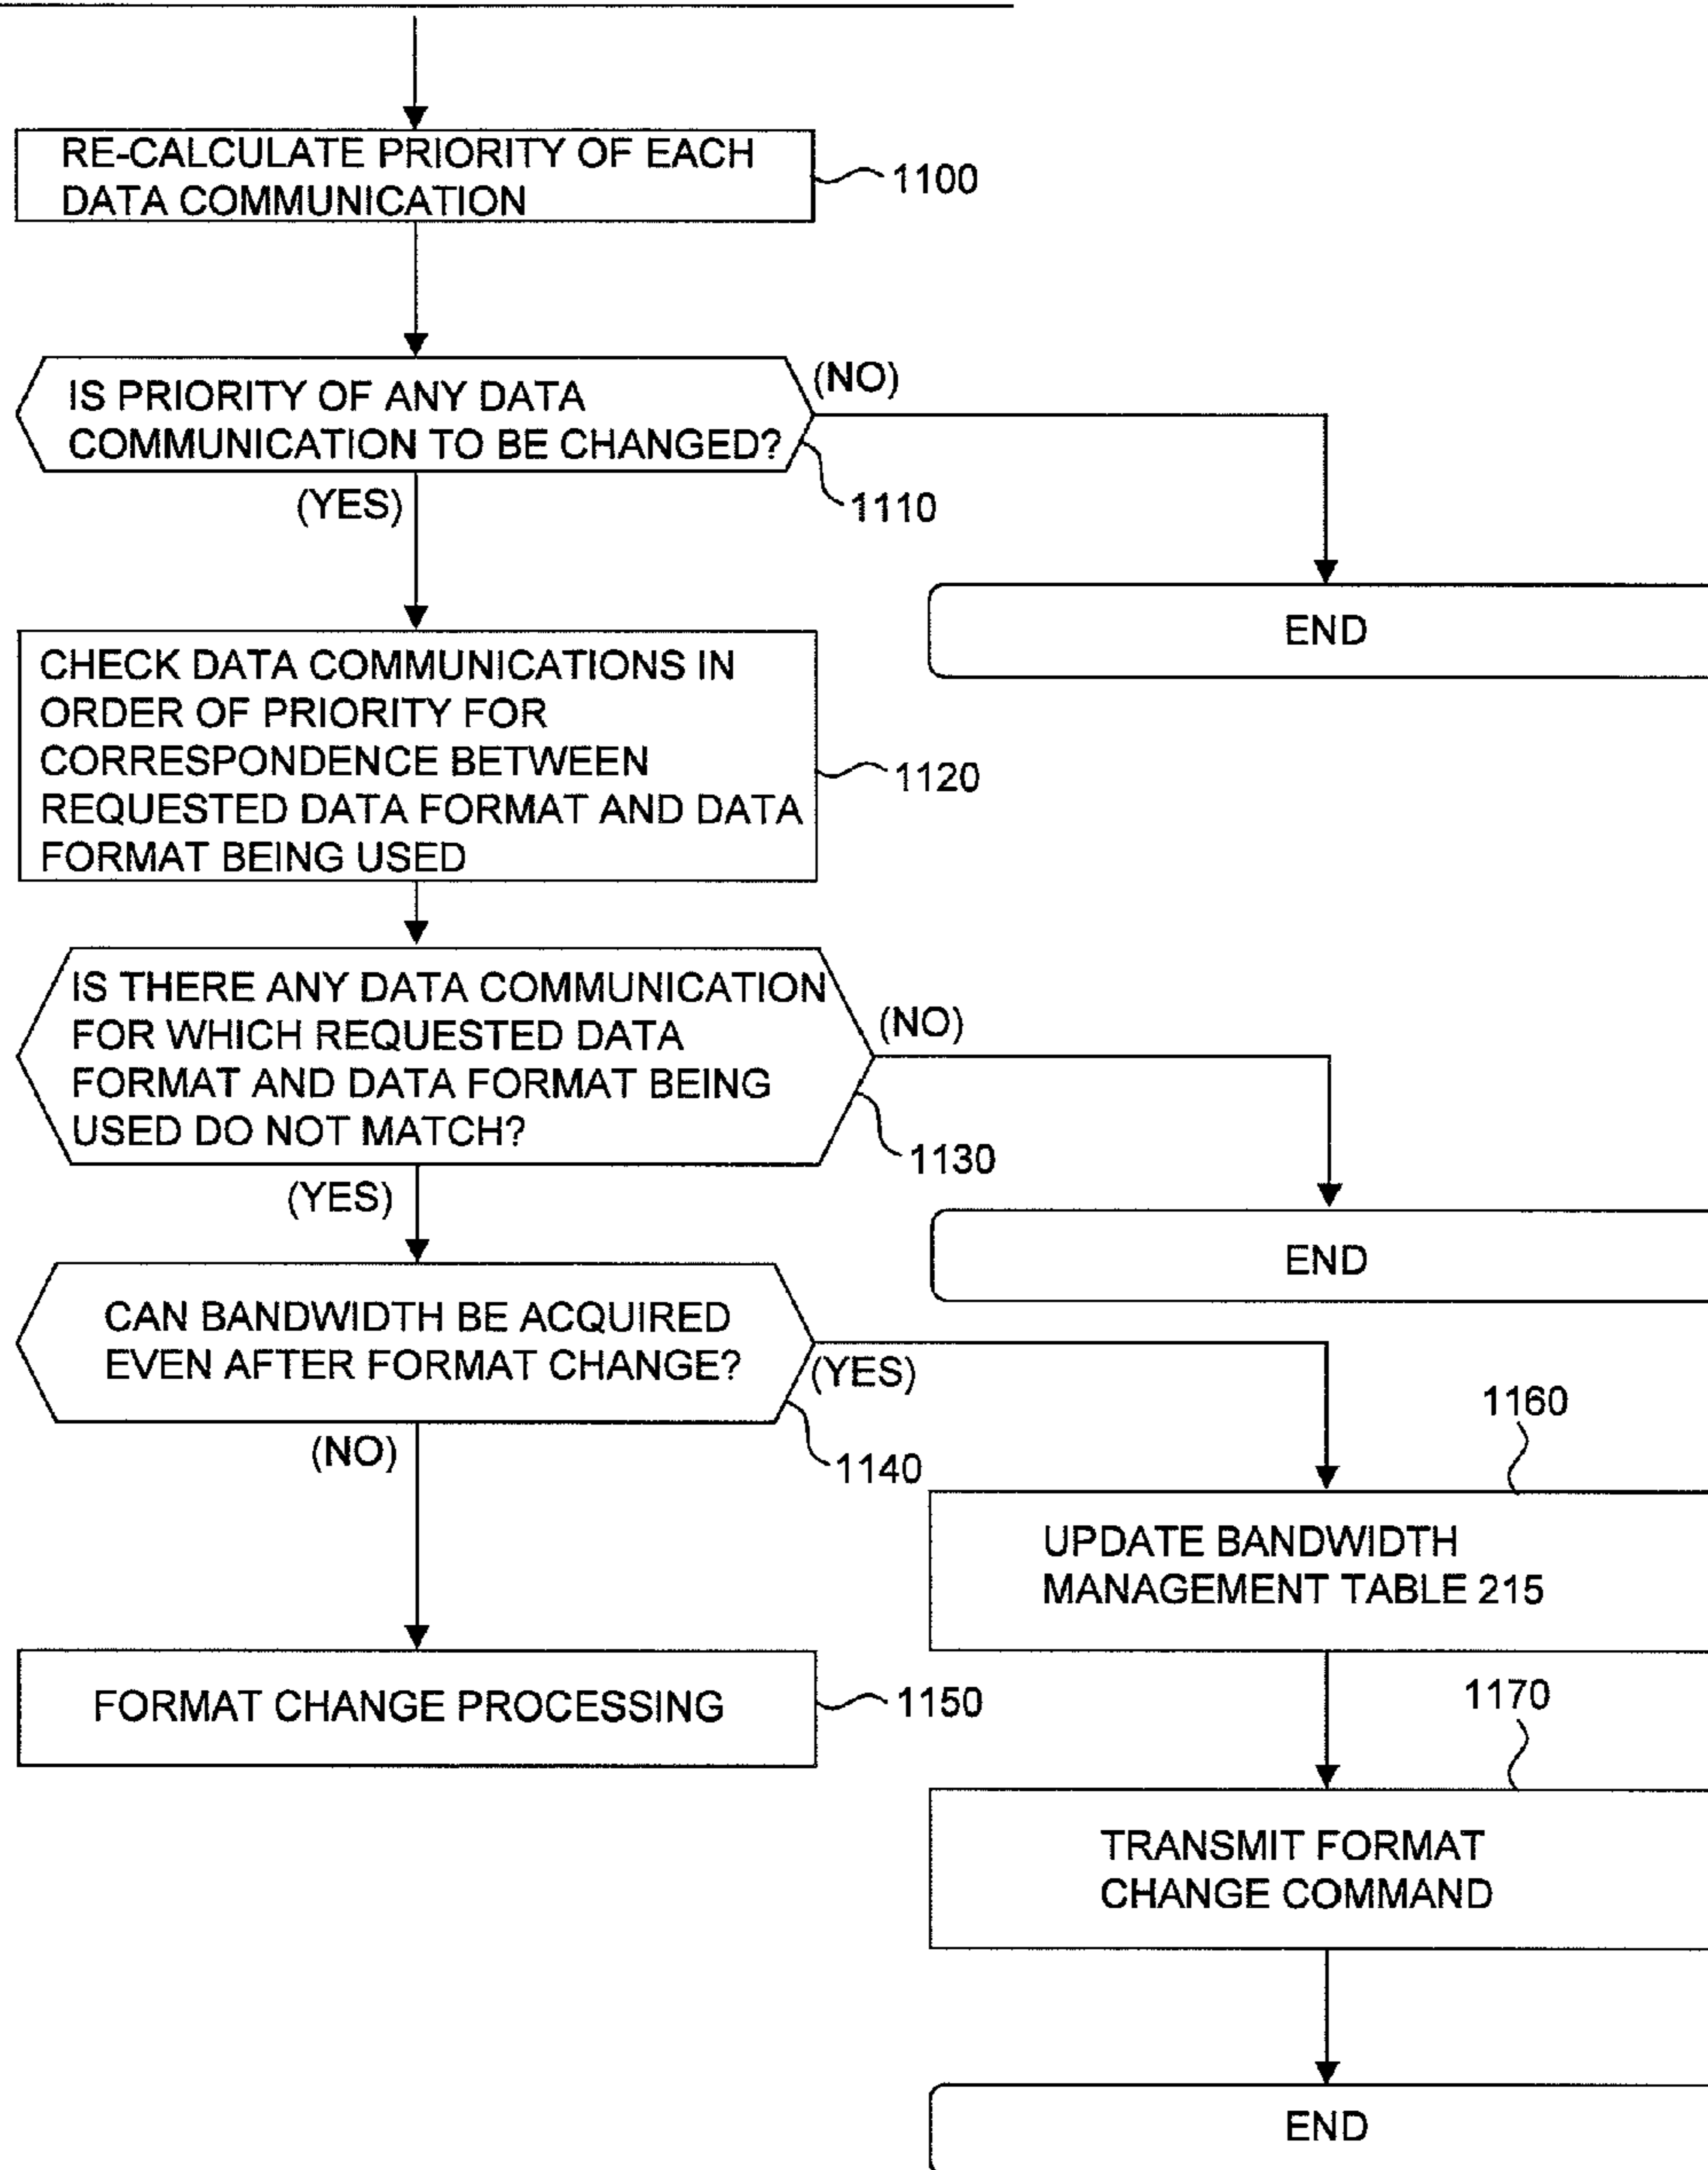 RE-CALCULATE PRIORITY OF EACH
DATA COMMUNICATION
1100
IS PRIORITY OF ANY DATA
COMMUNICATION TO BE CHANGED?
(NO)
1110
(YES)
END
CHECK DATA COMMUNICATIONS IN
ORDER OF PRIORITY FOR
CORRESPONDENCE BETWEEN
REQUESTED DATA FORMAT AND DATA
FORMAT BEING USED
1120
IS THERE ANY DATA COMMUNICATION
FOR WHICH REQUESTED DATA
FORMAT AND DATA FORMAT BEING
USED DO NOT MATCH?
(NO)
1130
(YES)
END
CAN BANDWIDTH BE ACQUIRED
EVEN AFTER FORMAT CHANGE?
(YES)
1140
(NO)
1160
UPDATE BANDWIDTH
MANAGEMENT TABLE 215
FORMAT CHANGE PROCESSING
1150
1170
TRANSMIT FORMAT
CHANGE COMMAND
END